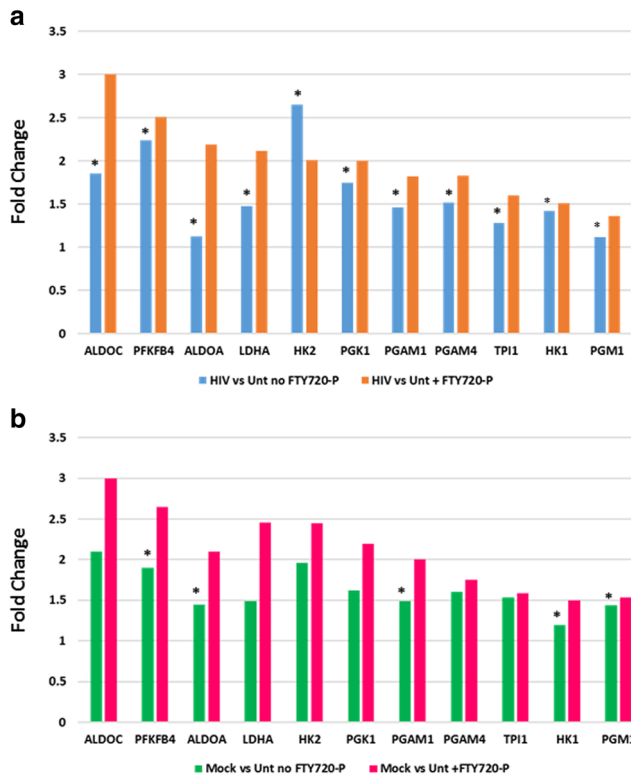 a
3.5
3
2.5
2
1.5
1
0.5
0
Fold Change
* * * * * * * * * * *
ALDOC PFKFB4 ALDOA LDHA HK2 PGK1 PGAM1 PGAM4 TPI1 HK1 PGM1
HIV vs Unt no FTY720-P HIV vs Unt + FTY720-P
b
3.5
3
2.5
2
1.5
1
0.5
0
Fold Change
* * * * *
ALDOC PFKFB4 ALDOA LDHA HK2 PGK1 PGAM1 PGAM4 TPI1 HK1 PGM1
Mock vs Unt no FTY720-P Mock vs Unt +FTY720-P